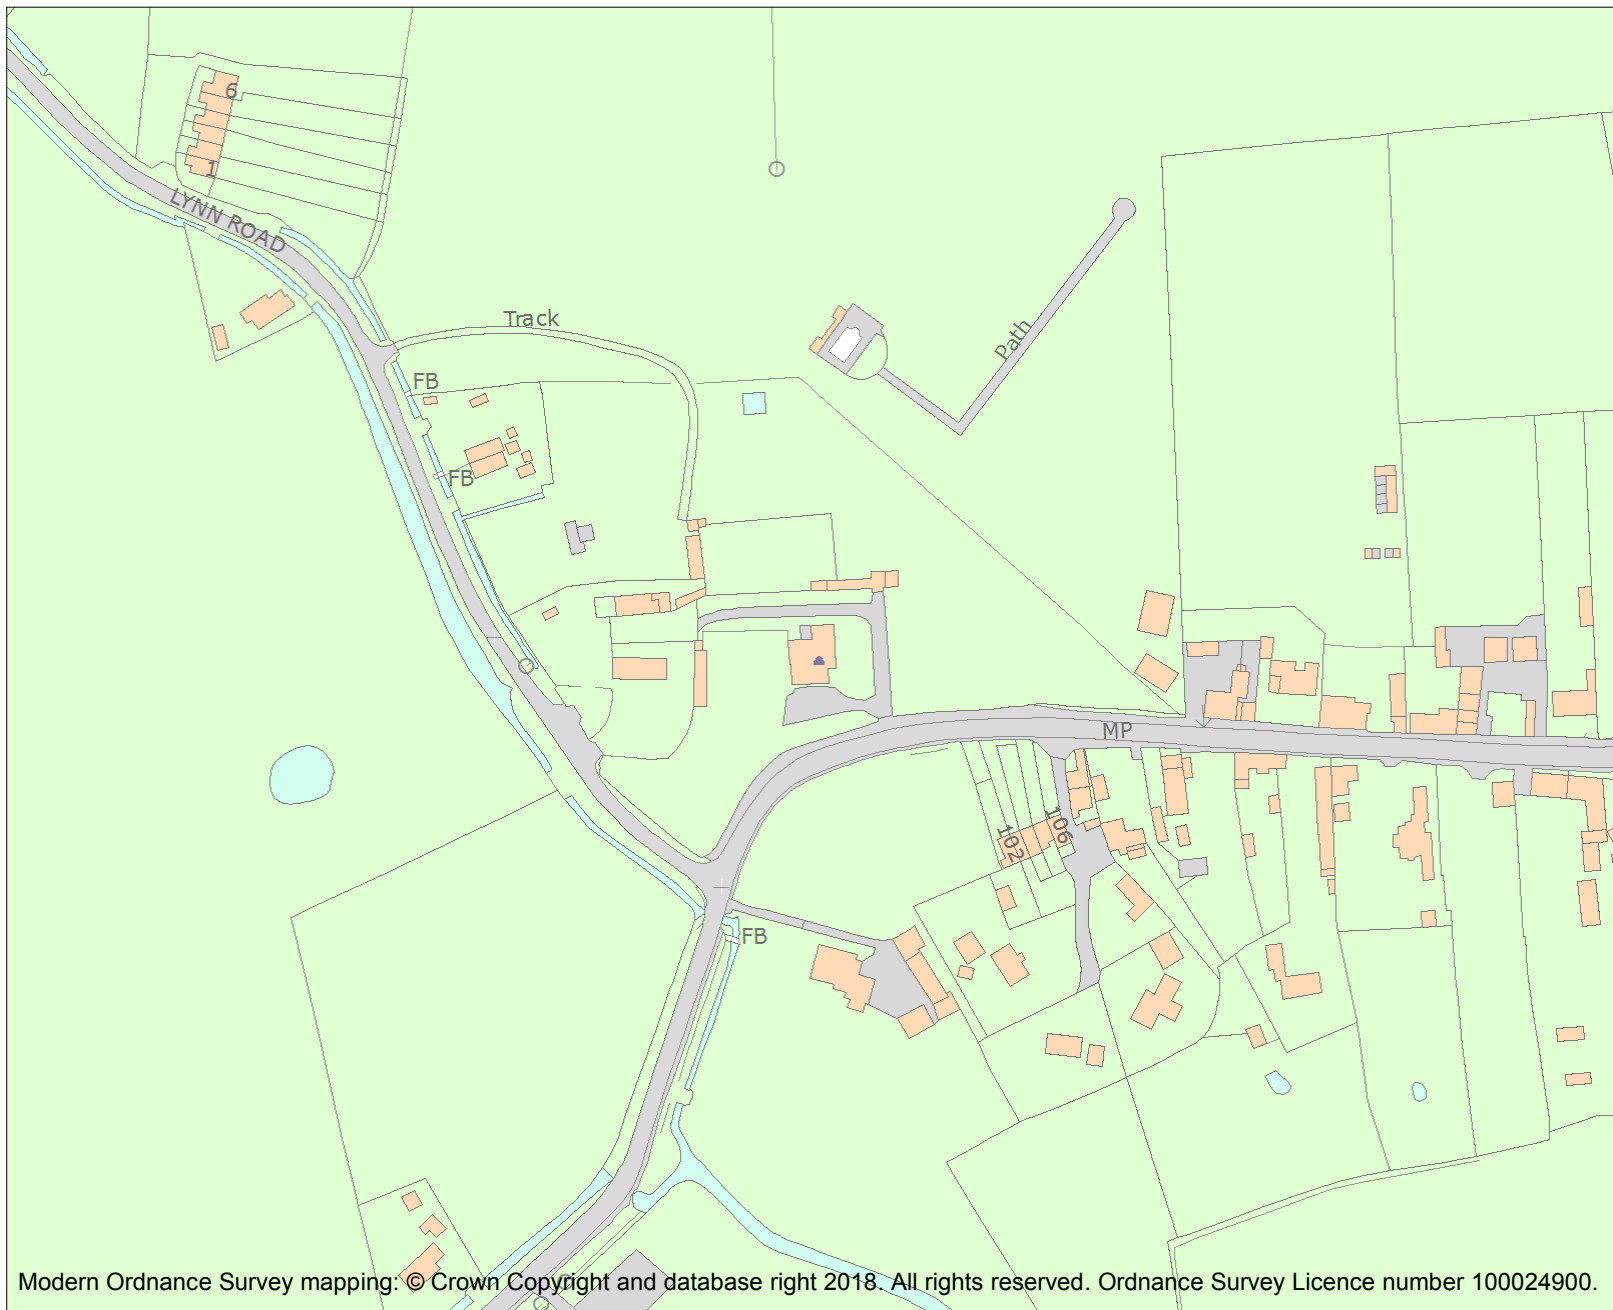 6
1
LYNN ROAD
Track
Path
FB
FB
MP
102
106
FB
Modern Ordnance Survey mapping: © Crown Copyright and database right 2018. All rights reserved. Ordnance Survey Licence number 100024900.